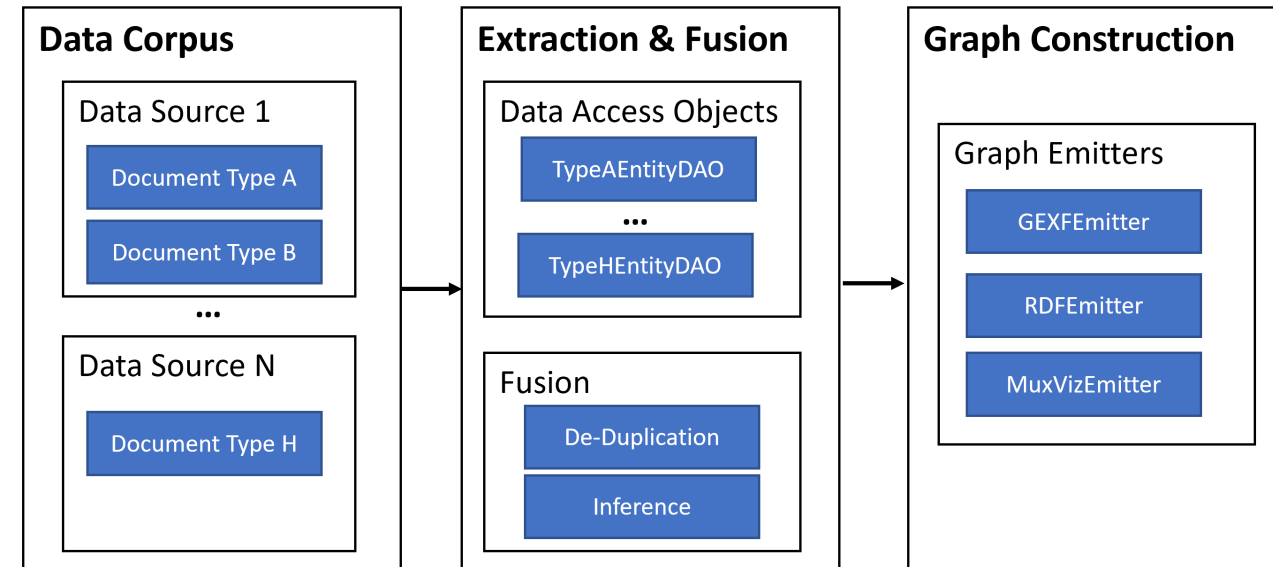 Data Corpus
Data Source 1
Document Type A
Document Type B
...
Data Source N
Document Type H
Extraction & Fusion
Data Access Objects
TypeAEntityDAO
...
TypeHEntityDAO
Fusion
De-Duplication
Inference
Graph Construction
Graph Emitters
GEXFEmitter
RDFEmitter
MuxVizEmitter